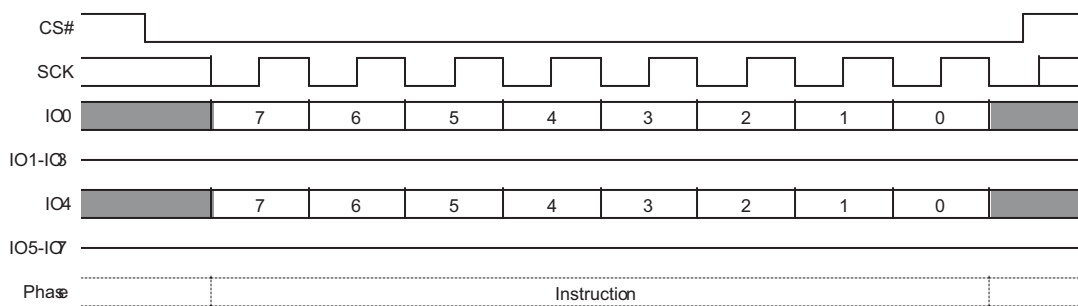 CS#
SCK
IO0 7 6 5 4 3 2 1 0
IO1-IO3
IO4 7 6 5 4 3 2 1 0
IO5-IO7
Phase Instruction